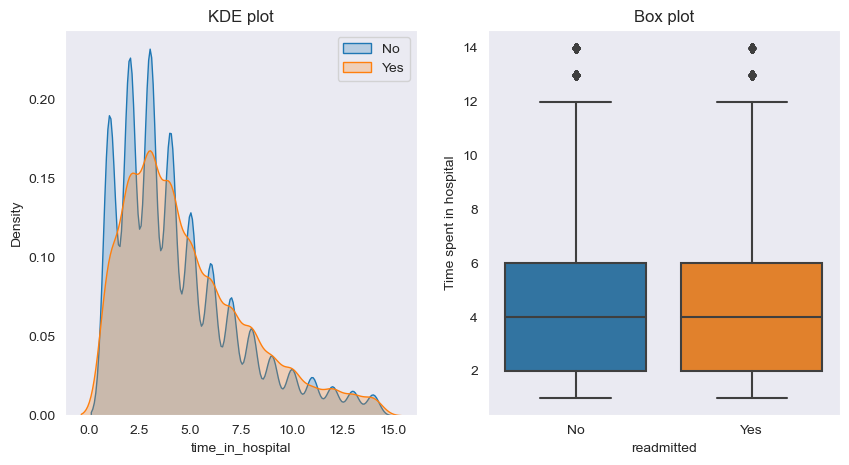 KDE plot
No
Yes
0.20
0.15
0.10
0.05
0.00
Density
0.0 2.5 5.0 7.5 10.0 12.5 15.0
time_in_hospital
Box plot
14
12
10
8
6
4
2
Time spent in hospital
No Yes
readmitted